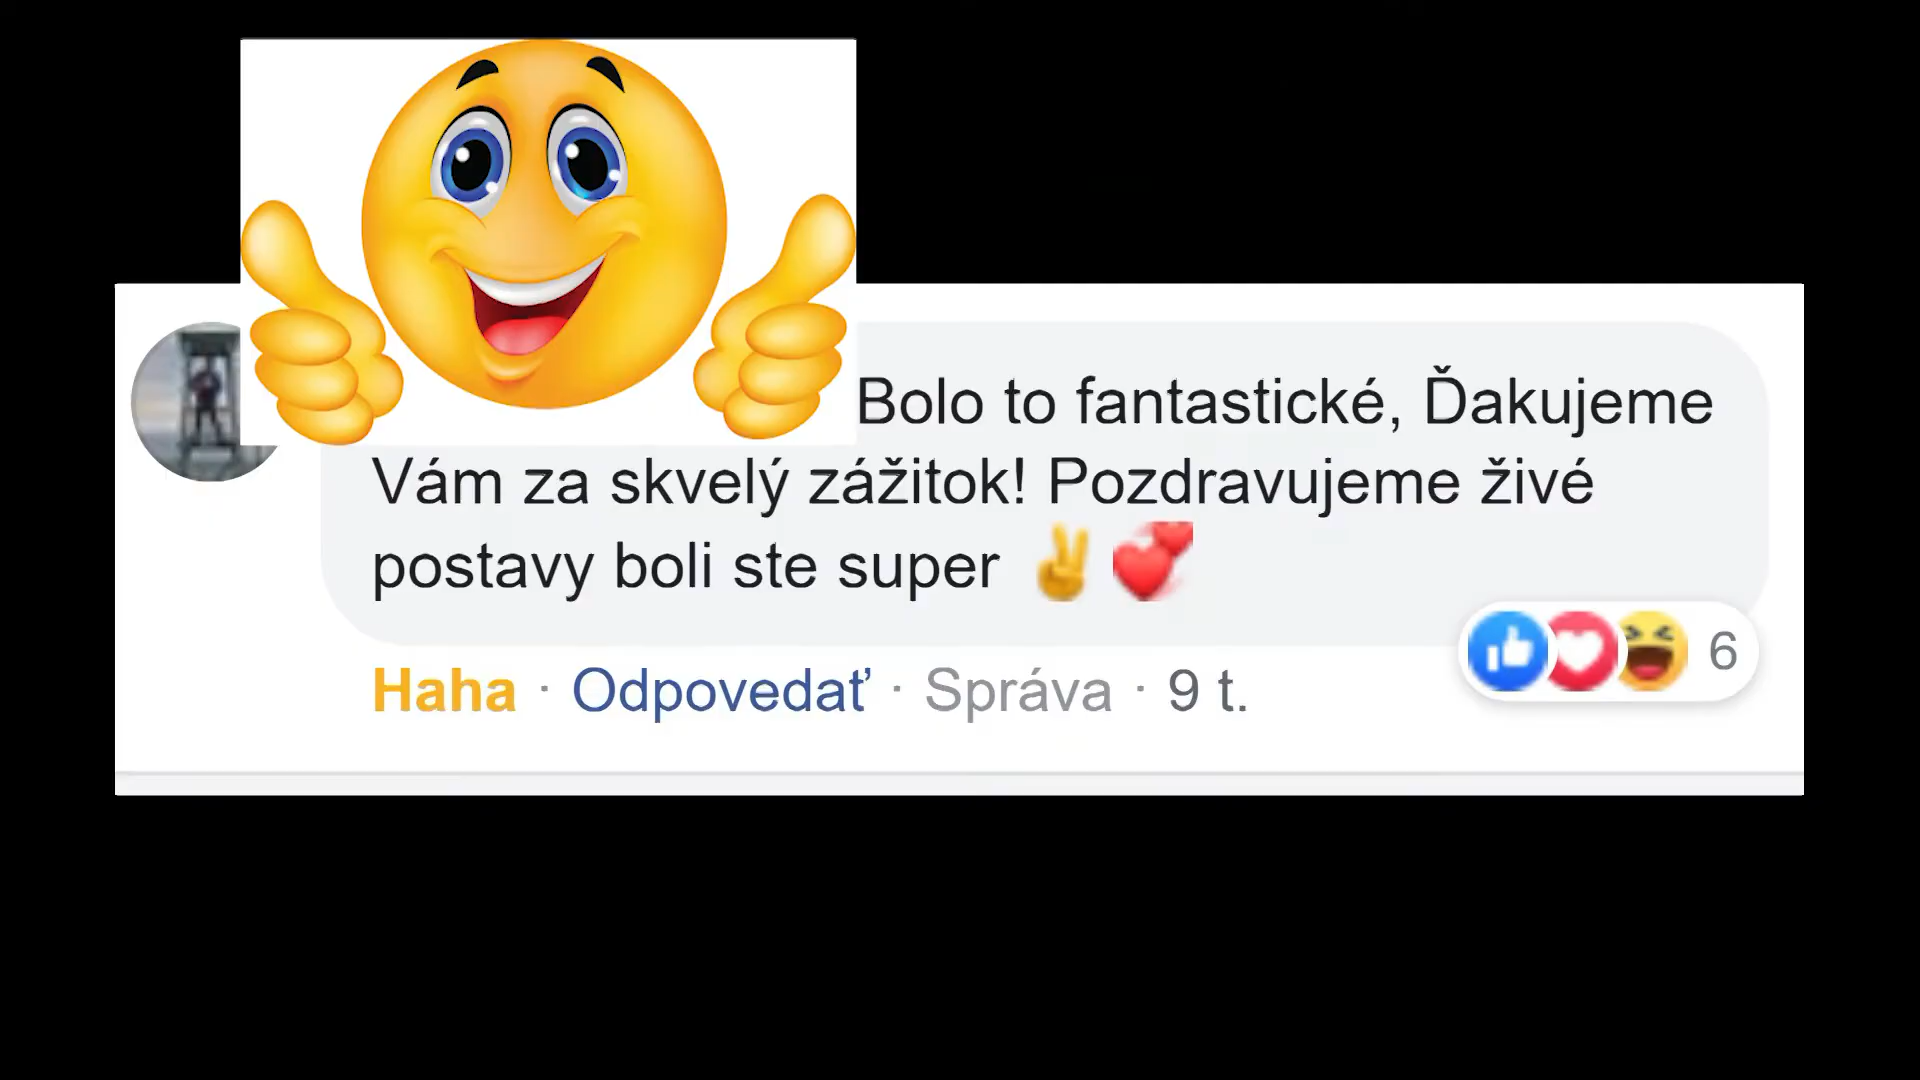 Bolo to fantastické, Ďakujeme
Vám za skvelý zážitok! Pozdravujeme živé
postavy boli ste super ✌️💞
6
Haha · Odpovedať · Správa · 9 t.